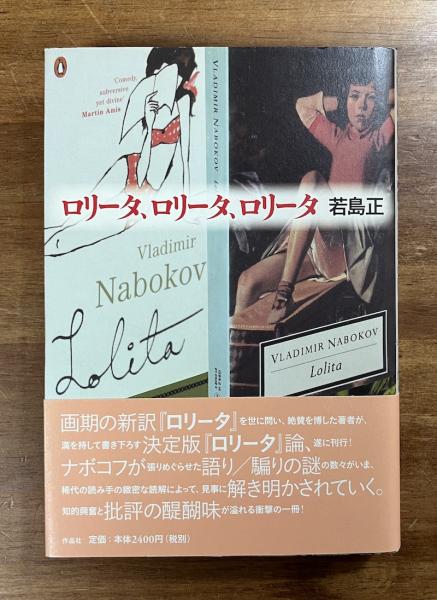 'Comedy,
subversive
yet divine'
Martin Amis
VLADIMIR NABOKOV
ロリータ、ロリータ、ロリータ 若島正
Vladimir
Nabokov
Lolita
VLADIMIR NABOKOV
Lolita
画期の新訳『ロリータ』を世に問い、絶賛を博した著者が、
満を持して書き下ろす決定版『ロリータ』論、遂に刊行!
ナボコフが張りめぐらせた語り/騙りの謎の数々がいま、
稀代の読み手の緻密な読解によって、見事に解き明かされていく。
知的興奮と批評の醍醐味が溢れる衝撃の一冊!
作品社 定価:本体2400円(税別)